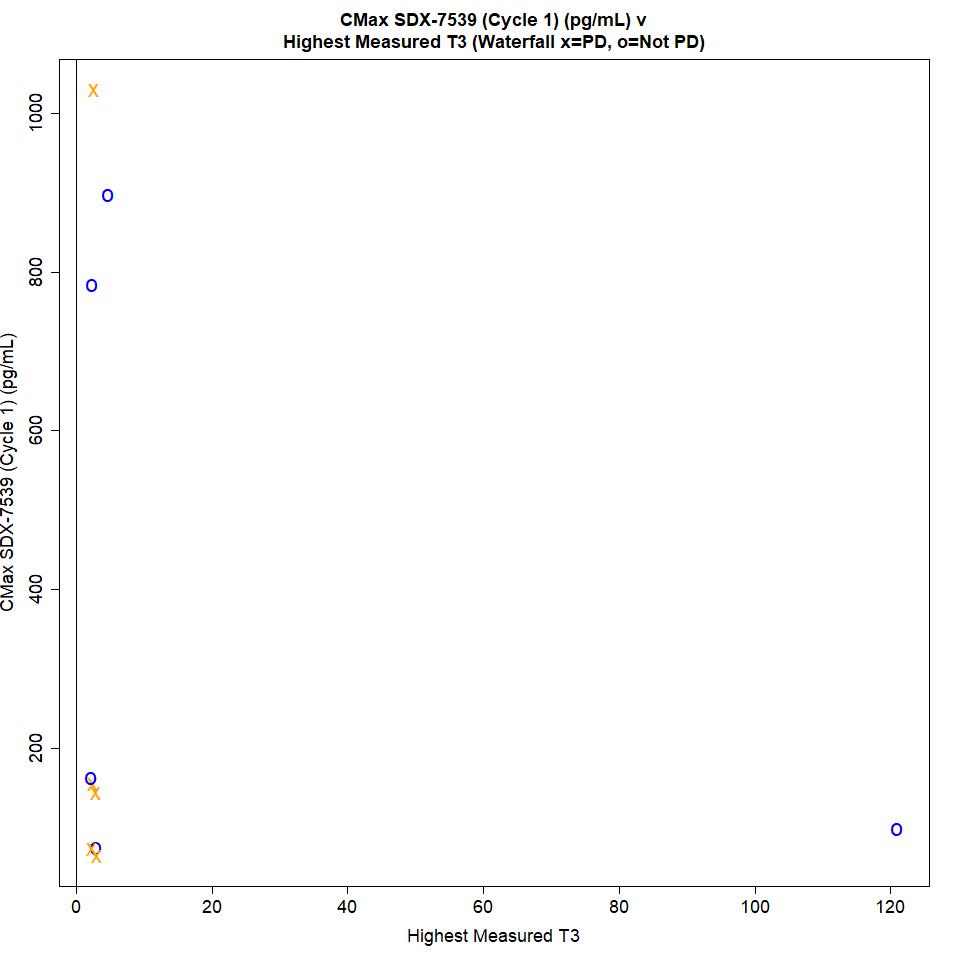 CMax SDX-7539 (Cycle 1) (pg/mL) v
Highest Measured T3 (Waterfall x=PD, o=Not PD)
CMax SDX-7539 (Cycle 1) (pg/mL)
1000
800
600
400
200
X
O
O
O
X
X
O
X
O
X
0 20 40 60 80 100 120
Highest Measured T3